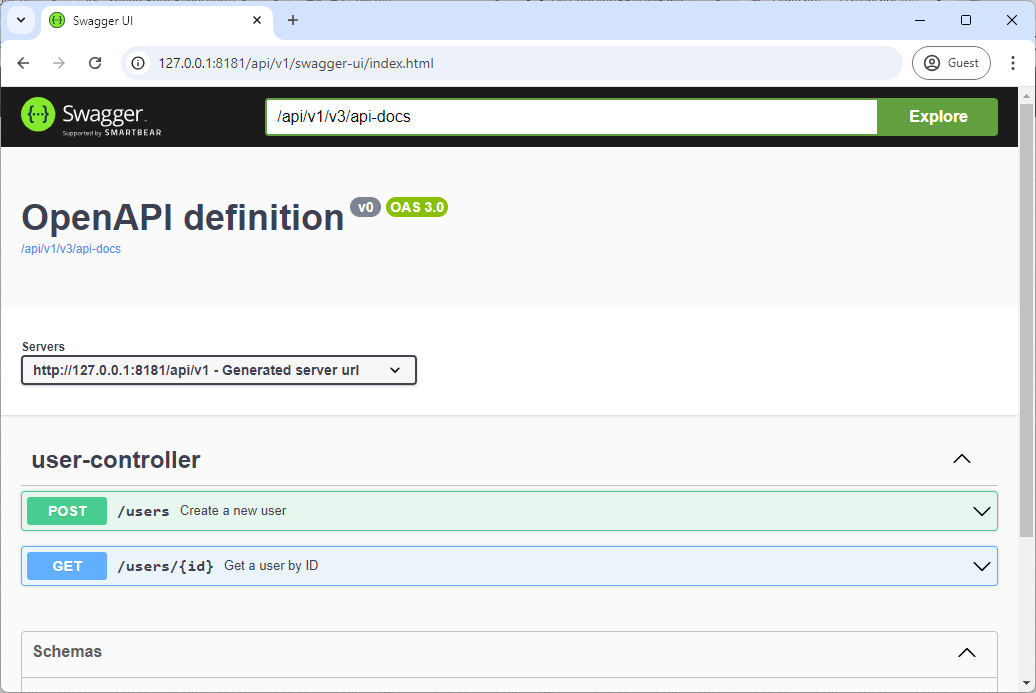 Swagger UI
127.0.0.1:8181/api/v1/swagger-ui/index.html
Guest
Swagger
Supported by SMARTBEAR
/api/v1/v3/api-docs
Explore
OpenAPI definition v0 OAS 3.0
/api/v1/v3/api-docs
Servers
http://127.0.0.1:8181/api/v1 - Generated server url
user-controller
POST /users Create a new user
GET /users/{id} Get a user by ID
Schemas